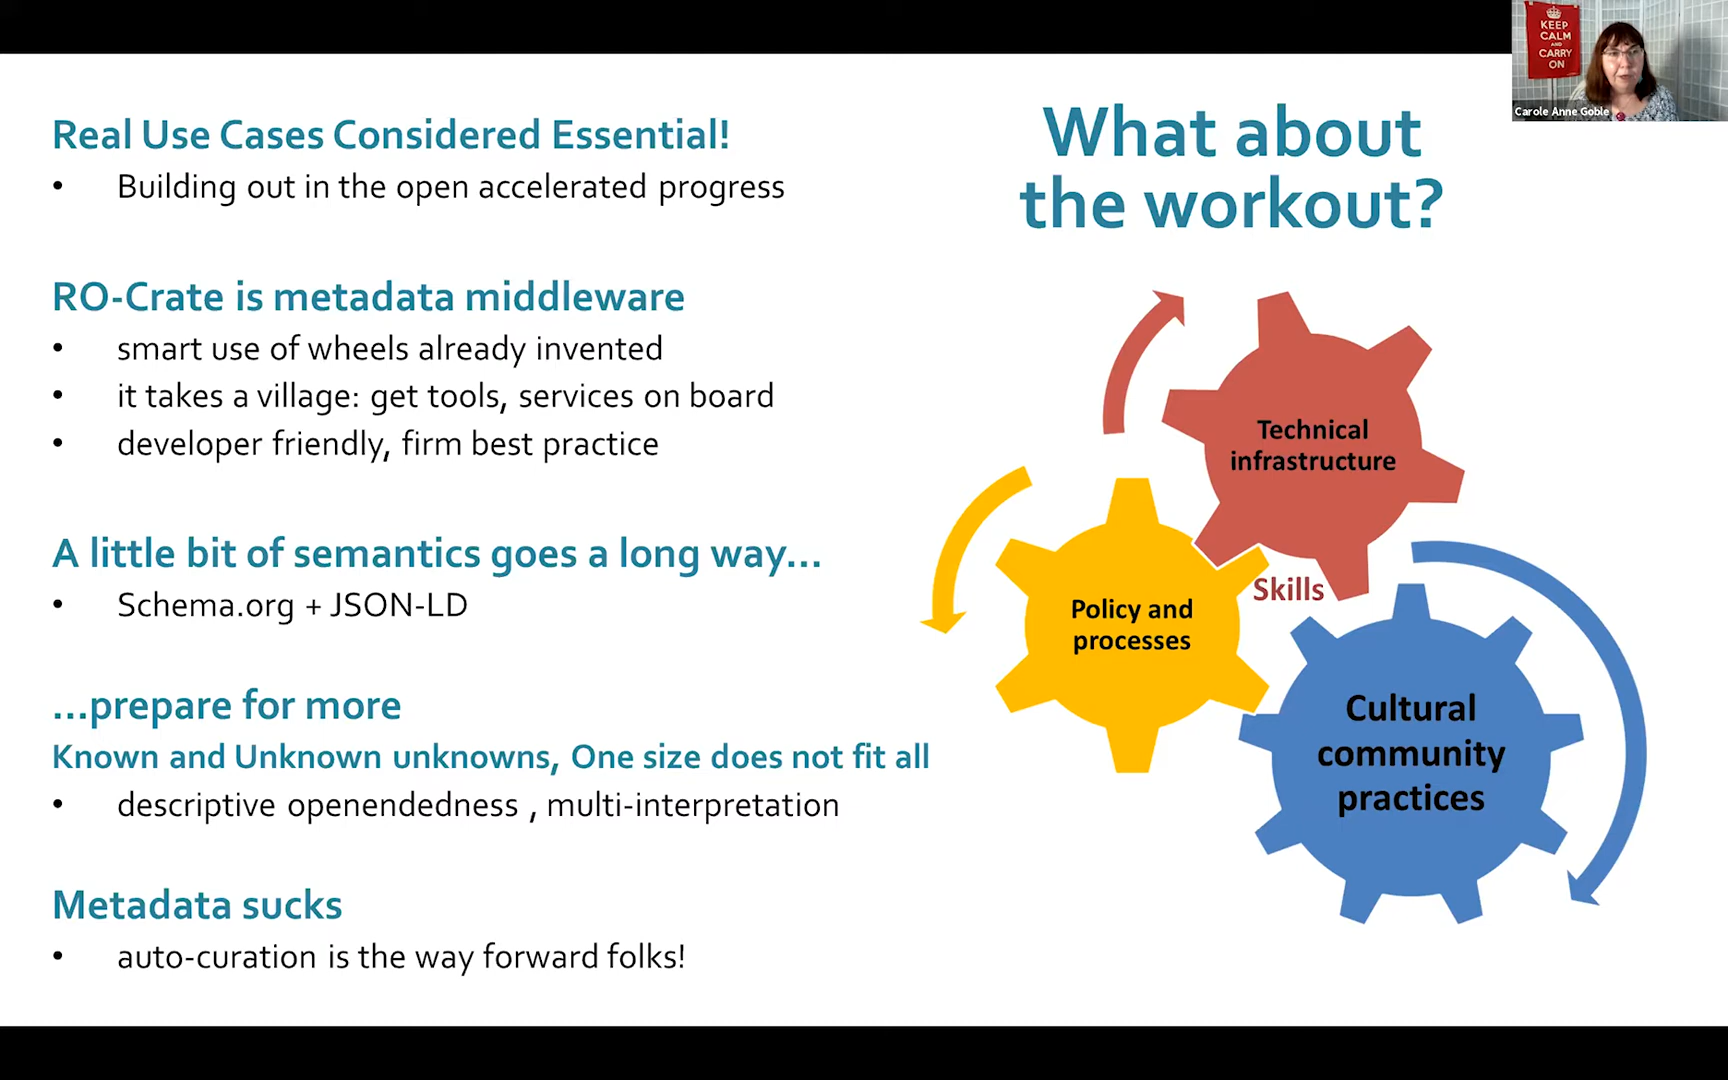 Real Use Cases Considered Essential!
• Building out in the open accelerated progress
RO-Crate is metadata middleware
• smart use of wheels already invented
• it takes a village: get tools, services on board
• developer friendly, firm best practice
A little bit of semantics goes a long way...
• Schema.org + JSON-LD
...prepare for more
Known and Unknown unknowns, One size does not fit all
• descriptive openendedness , multi-interpretation
Metadata sucks
• auto-curation is the way forward folks!
What about
the workout?
Technical
infrastructure
Skills
Policy and
processes
Cultural
community
practices
KEEP
CALM
AND
CARRY
ON
Carole Anne Goble